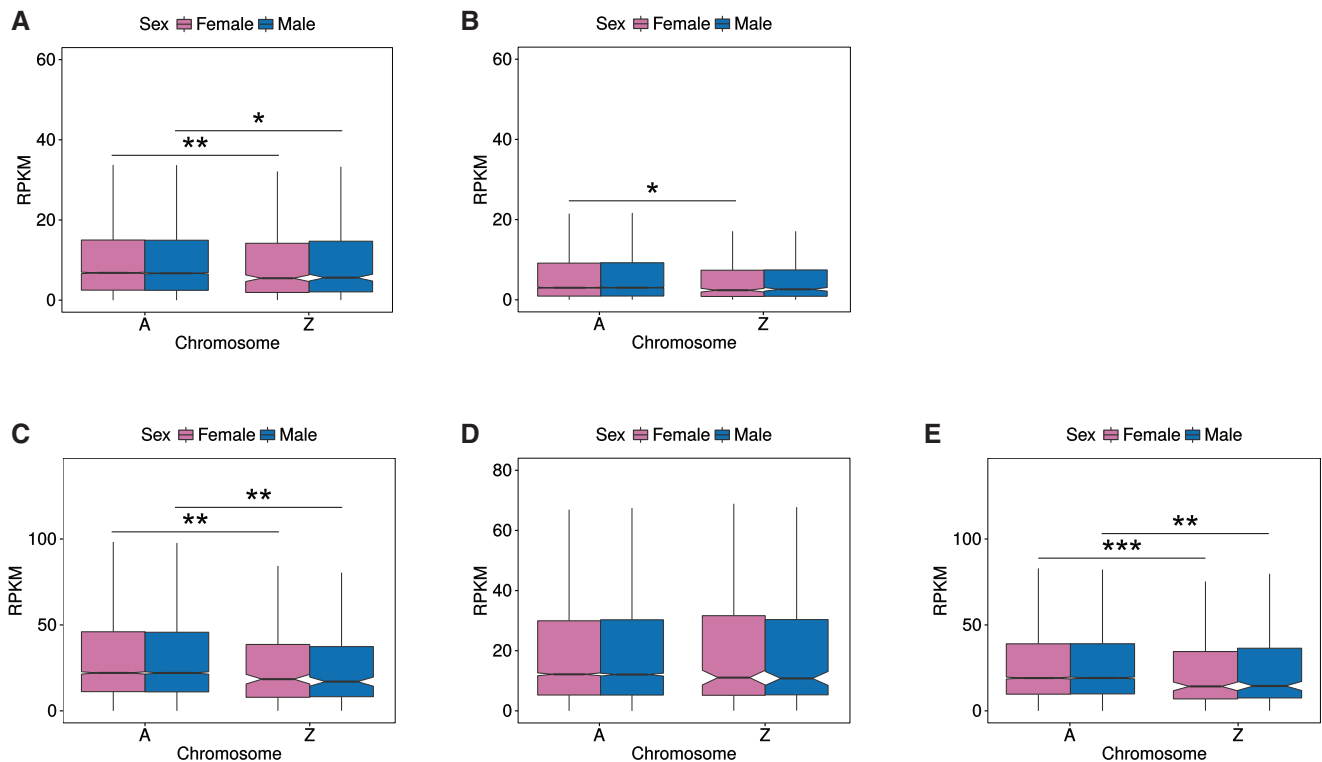 A
Sex Female Male
60
40
20
0
RPKM
*
**
A Z
Chromosome
B
Sex Female Male
60
40
20
0
RPKM
*
A Z
Chromosome
C
Sex Female Male
100
50
0
RPKM
**
**
A Z
Chromosome
D
Sex Female Male
80
60
40
20
0
RPKM
A Z
Chromosome
E
Sex Female Male
100
50
0
RPKM
**
***
A Z
Chromosome